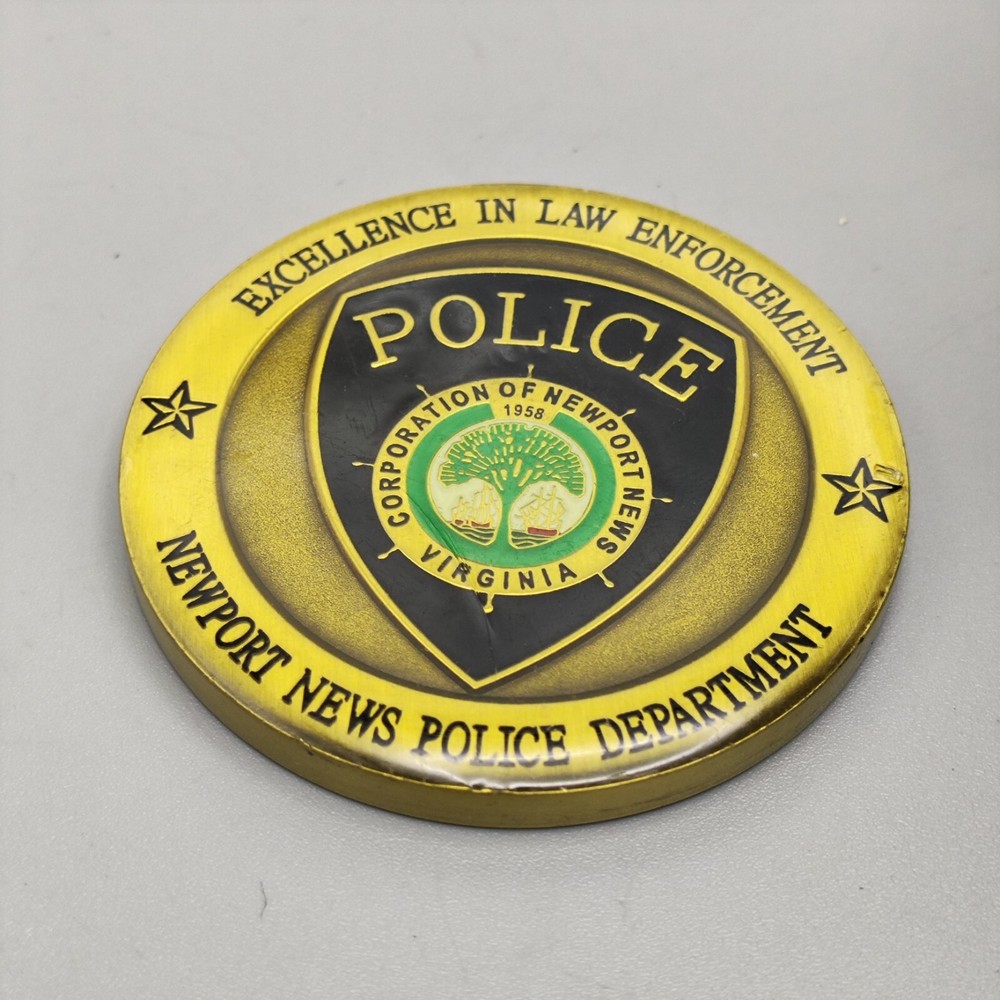 EXCELLENCE IN LAW ENFORCEMENT
POLICE
CORPORATION OF NEWPORT NEWS
1958
VIRGINIA
NEWPORT NEWS POLICE DEPARTMENT